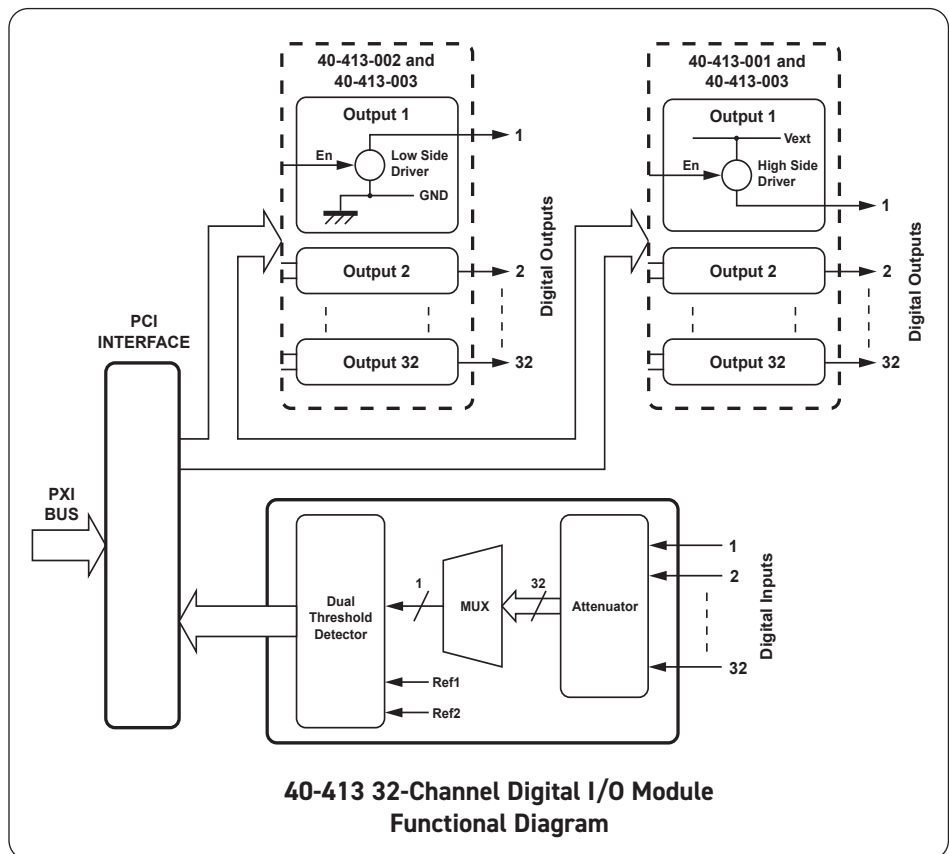 40-413-002 and
40-413-003
Output 1
En
Low Side
Driver
GND
1
Output 2
2
Output 32
32
Digital Outputs
40-413-001 and
40-413-003
Output 1
Vext
En
High Side
Driver
1
Output 2
2
Output 32
32
Digital Outputs
PCI
INTERFACE
PXI
BUS
Dual
Threshold
Detector
1
MUX
32
Attenuator
1
2
32
Digital Inputs
Ref1
Ref2
40-413 32-Channel Digital I/O Module
Functional Diagram